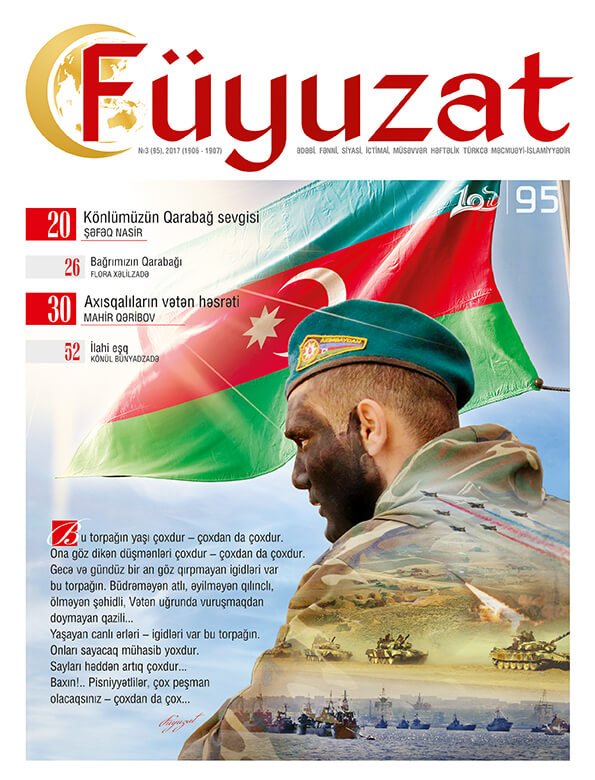 Füyuzat
№3 (95), 2017 (1906 - 1907) ƏDƏBİ, FƏNNİ, SİYASİ, İCTİMAİ, MÜSƏVVƏR HƏFTƏLİK TÜRKCƏ MƏCMUƏYİ-İSLAMİYYƏDİR
107 95
20 Könlümüzün Qarabağ sevgisi
ŞƏFƏQ NASİR
26 Bağrımızın Qarabağı
FLORA XƏLİLZADƏ
30 Axısqalıların vətən həsrəti
MAHİR QƏRİBOV
52 İlahi eşq
KÖNÜL BÜNYADZADƏ
AZƏRBAYCAN
Bu torpağın yaşı çoxdur – çoxdan da çoxdur.
Ona göz dikən düşmənləri çoxdur – çoxdan da çoxdur.
Gecə və gündüz bir an göz qırpmayan igidləri var
bu torpağın. Büdrəməyən atlı, əyilməyən qılınclı,
ölməyən şəhidli, Vətən uğrunda vuruşmaqdan
doymayan qazili...
Yaşayan canlı ərləri – igidləri var bu torpağın.
Onları sayacaq mühasib yoxdur.
Sayları həddən artıq çoxdur...
Baxın!.. Pisniyyətlilər, çox peşman
olacaqsınız – çoxdan da çox...
Füyuzat